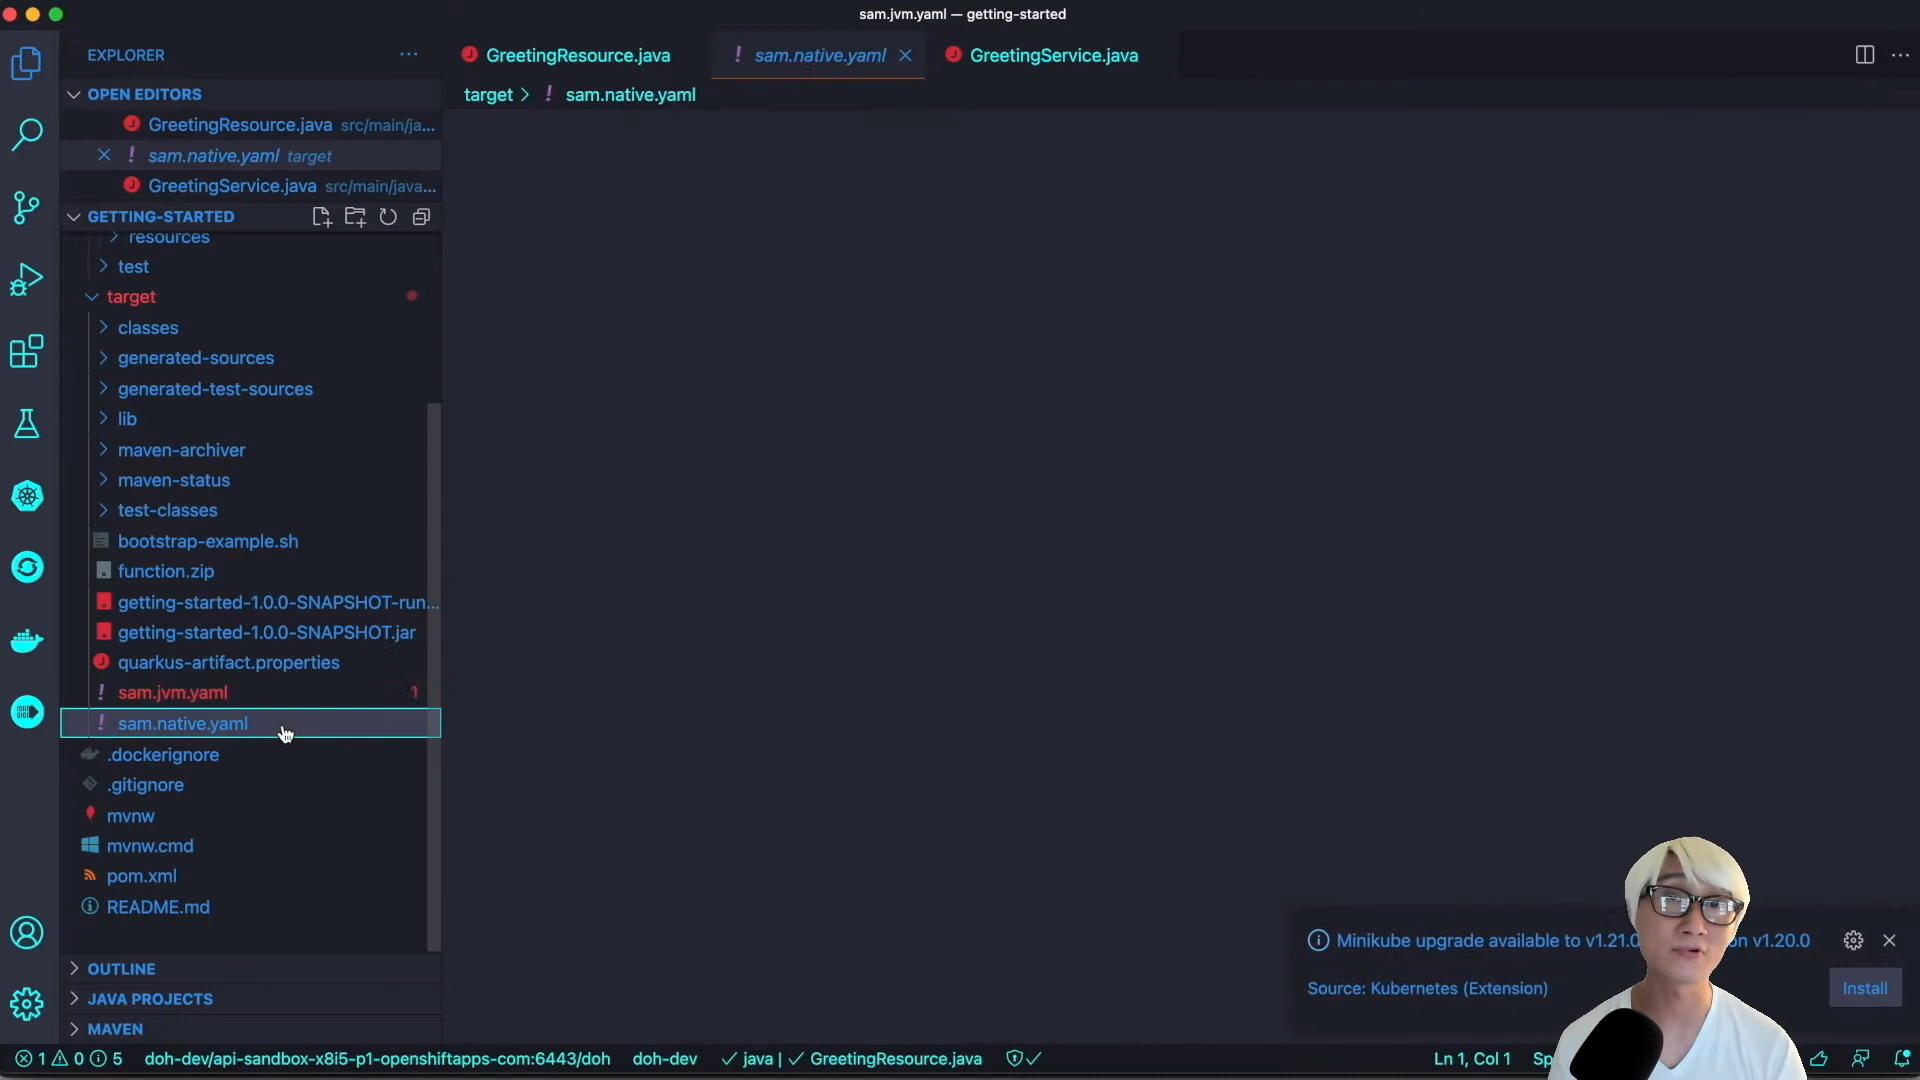 sam.jvm.yaml — getting-started
EXPLORER
GreetingResource.java
sam.native.yaml
GreetingService.java
OPEN EDITORS
target > sam.native.yaml
GreetingResource.java src/main/ja...
sam.native.yaml target
GreetingService.java src/main/java...
GETTING-STARTED
resources
test
target
classes
generated-sources
generated-test-sources
lib
maven-archiver
maven-status
test-classes
bootstrap-example.sh
function.zip
getting-started-1.0.0-SNAPSHOT-run...
getting-started-1.0.0-SNAPSHOT.jar
quarkus-artifact.properties
sam.jvm.yaml 1
sam.native.yaml
.dockerignore
.gitignore
mvnw
mvnw.cmd
pom.xml
README.md
Minikube upgrade available to v1.21.0 on v1.20.0
Source: Kubernetes (Extension)
Install
OUTLINE
JAVA PROJECTS
MAVEN
1 0 5 doh-dev/api-sandbox-x8i5-p1-openshiftapps-com:6443/doh doh-dev java | GreetingResource.java Ln 1, Col 1